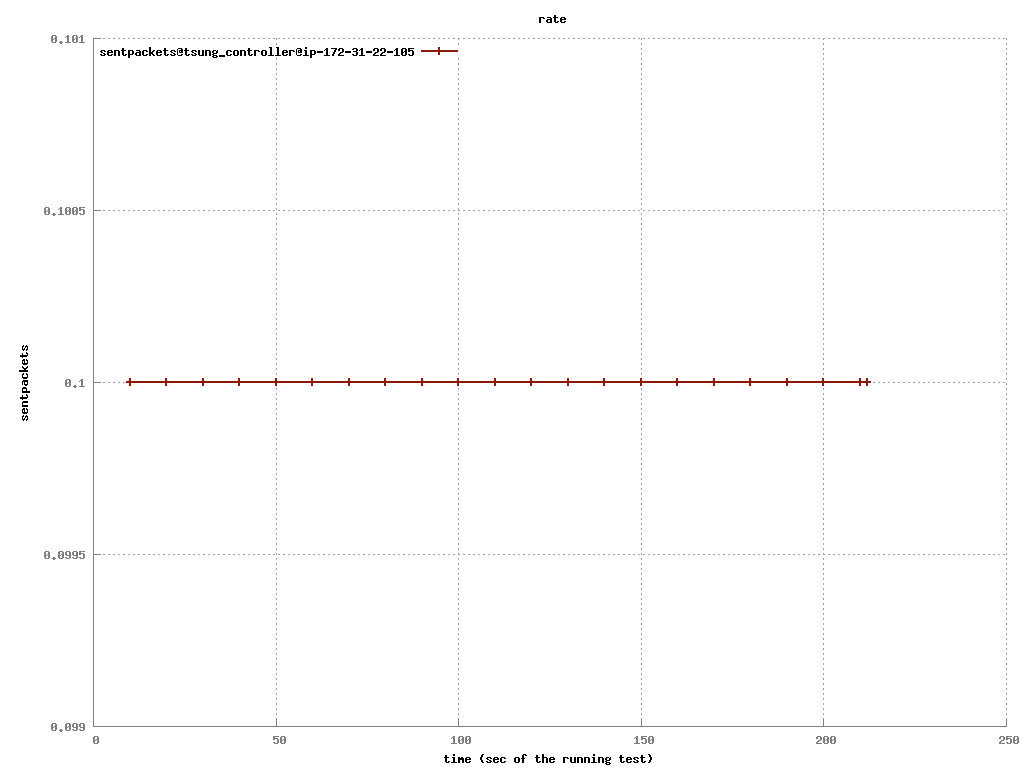 rate
0.101
sentpackets@tsung_controller@ip-172-31-22-105
0.1005
0.1
sentpackets
0.0995
0.099
0 50 100 150 200 250
time (sec of the running test)